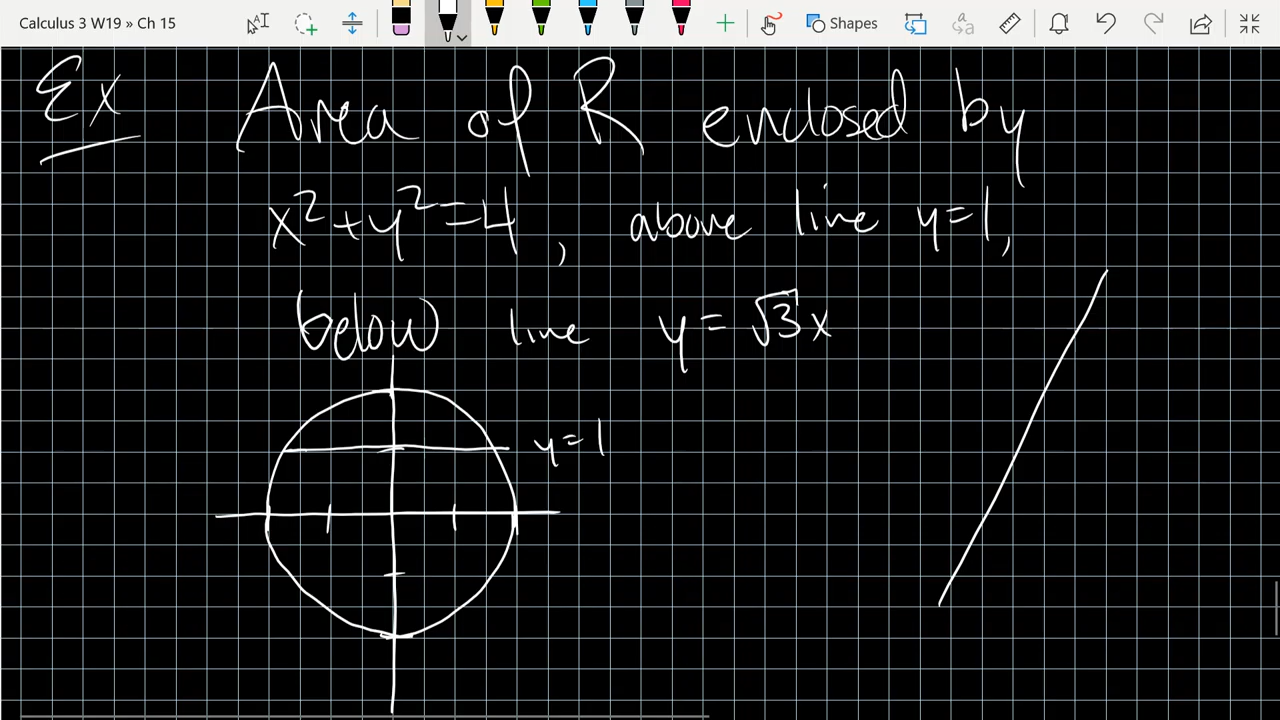 Calculus 3 W19 » Ch 15
Shapes
Ex Area of R enclosed by
x²+y²=4, above line y=1,
below line y=√3x
y=1